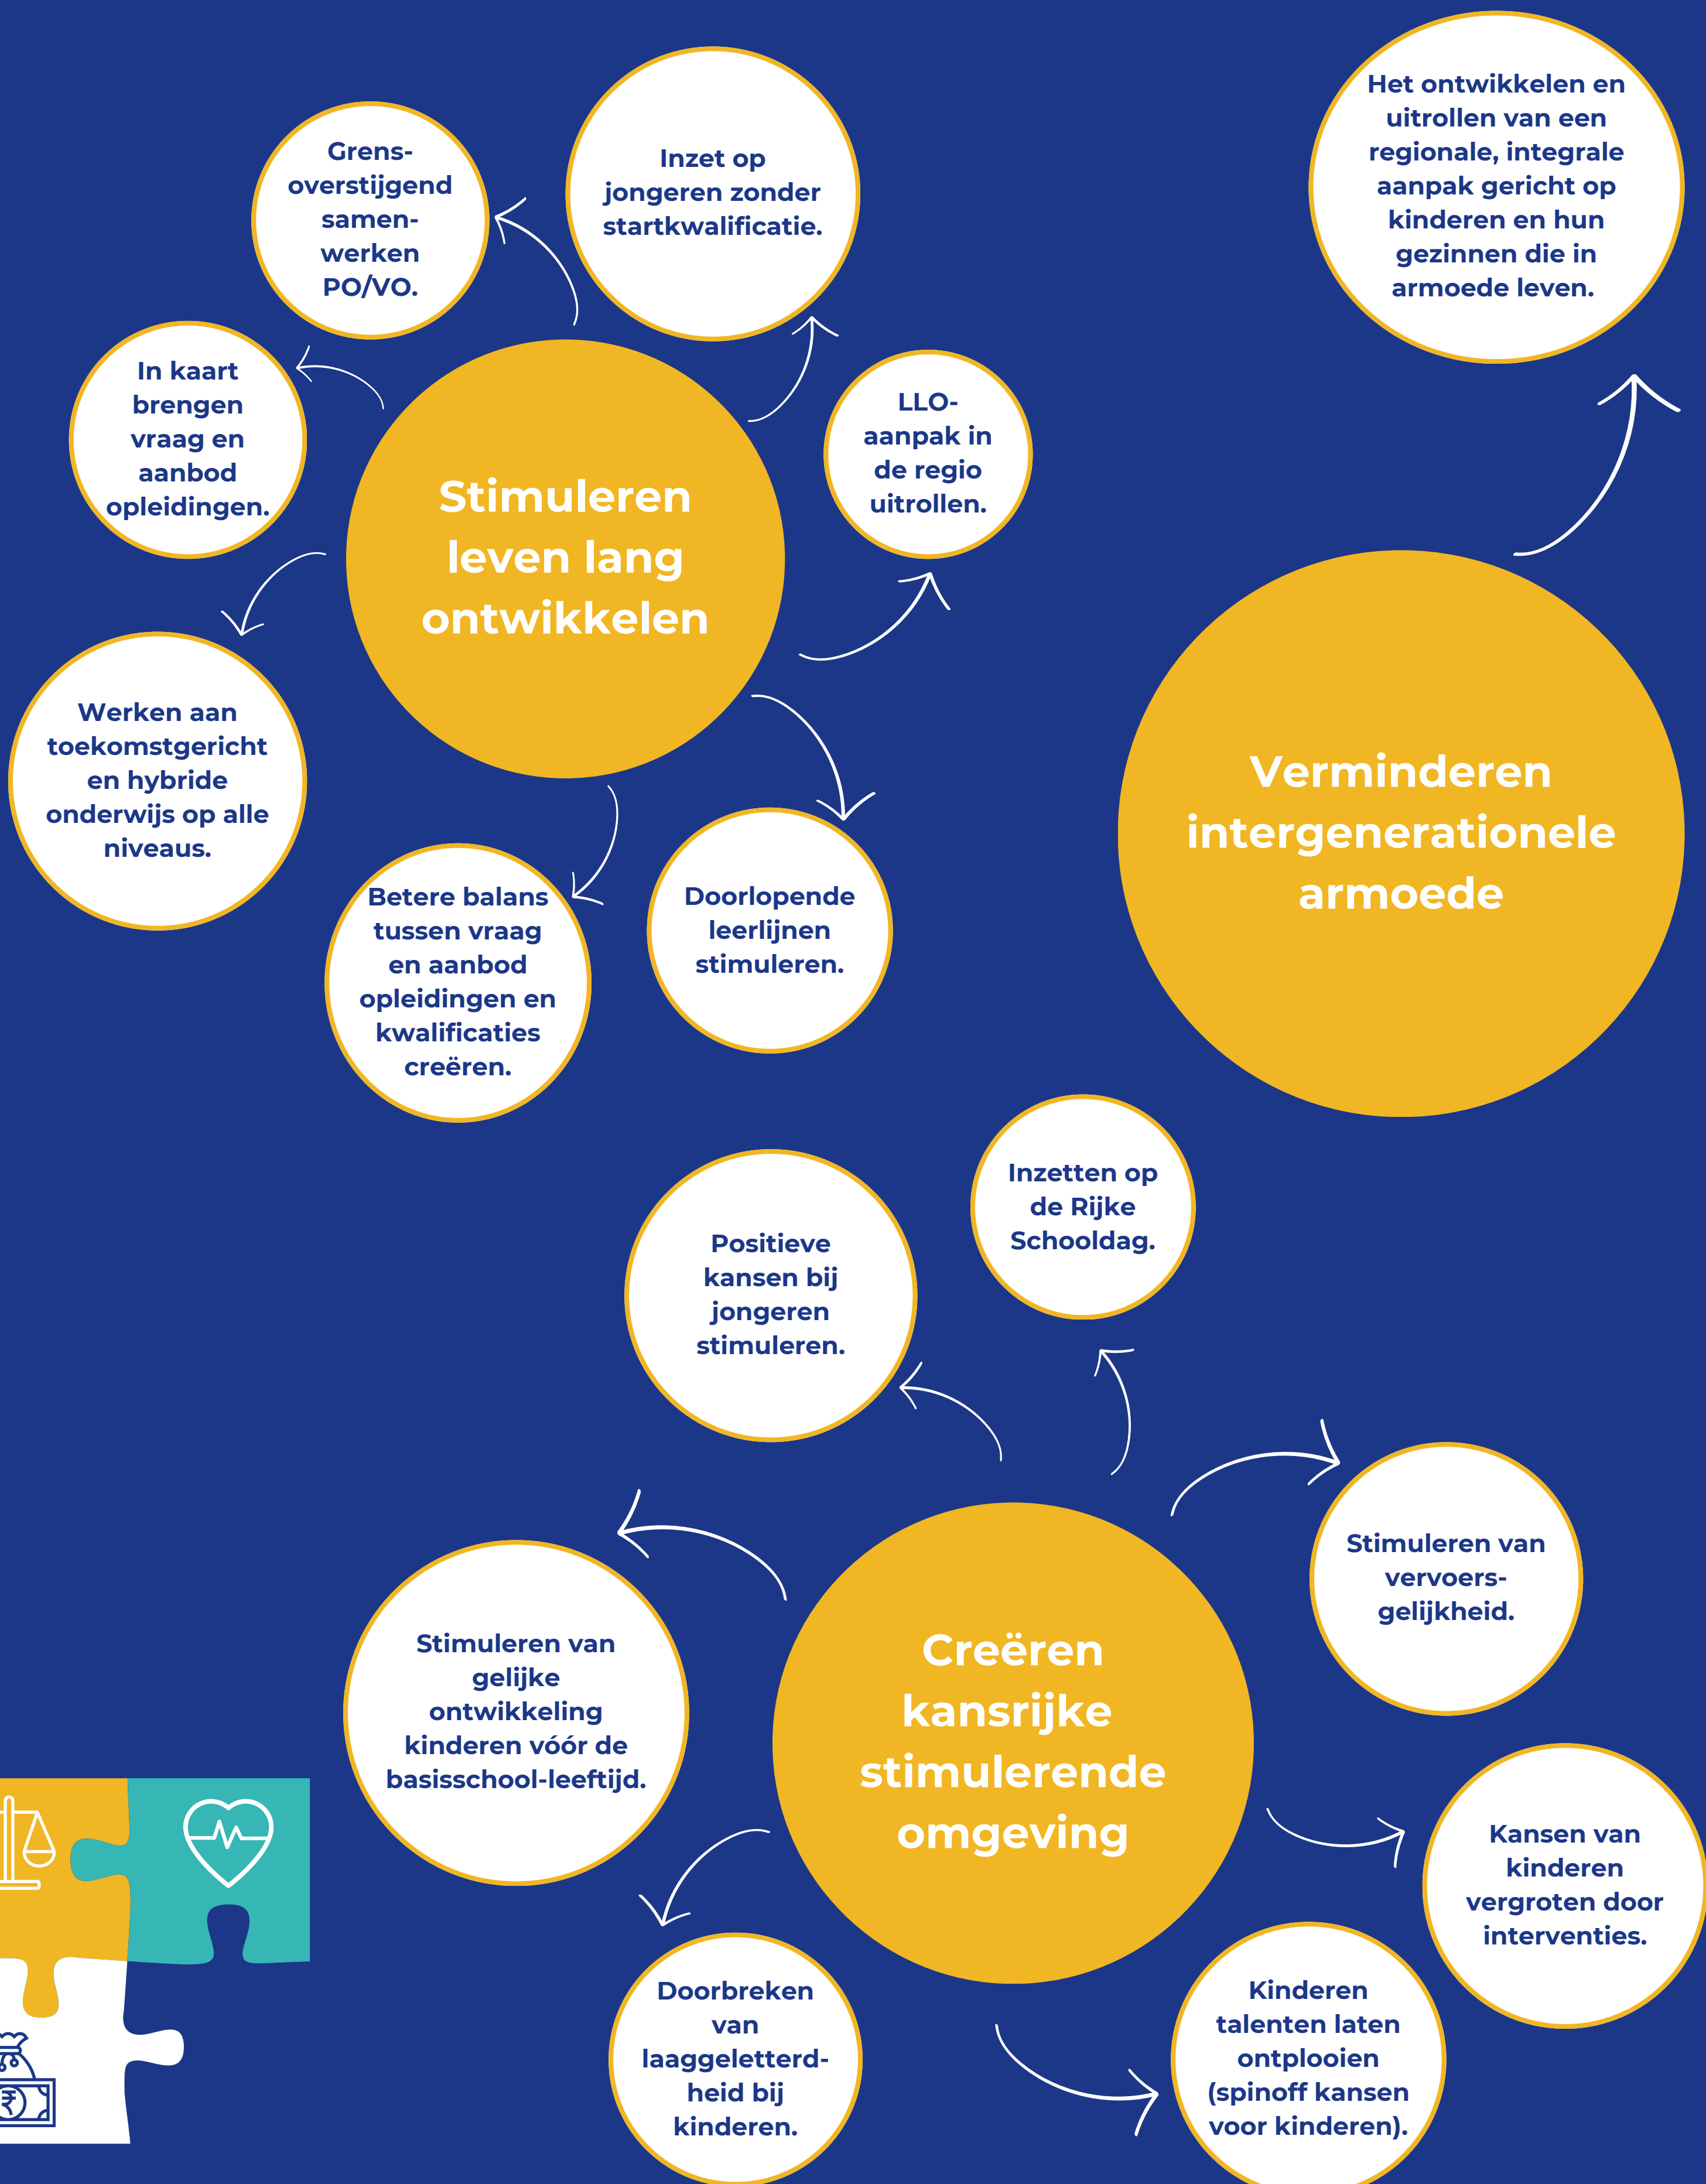 Stimuleren
leven lang
ontwikkelen
Grens-
overstijgend
samen-
werken
PO/VO.
Inzet op
jongeren zonder
startkwalificatie.
In kaart
brengen
vraag en
aanbod
opleidingen.
LLO-
aanpak in
de regio
uitrollen.
Werken aan
toekomstgericht
en hybride
onderwijs op alle
niveaus.
Betere balans
tussen vraag
en aanbod
opleidingen en
kwalificaties
creëren.
Doorlopende
leerlijnen
stimuleren.
Het ontwikkelen en
uitrollen van een
regionale, integrale
aanpak gericht op
kinderen en hun
gezinnen die in
armoede leven.
Verminderen
intergenerationele
armoede
Positieve
kansen bij
jongeren
stimuleren.
Inzetten op
de Rijke
Schooldag.
Stimuleren van
vervoers-
gelijkheid.
Stimuleren van
gelijke
ontwikkeling
kinderen vóór de
basisschool-leeftijd.
Creëren
kansrijke
stimulerende
omgeving
Kansen van
kinderen
vergroten door
interventies.
Doorbreken
van
laaggeletterd-
heid bij
kinderen.
Kinderen
talenten laten
ontplooien
(spinoff kansen
voor kinderen).
₹